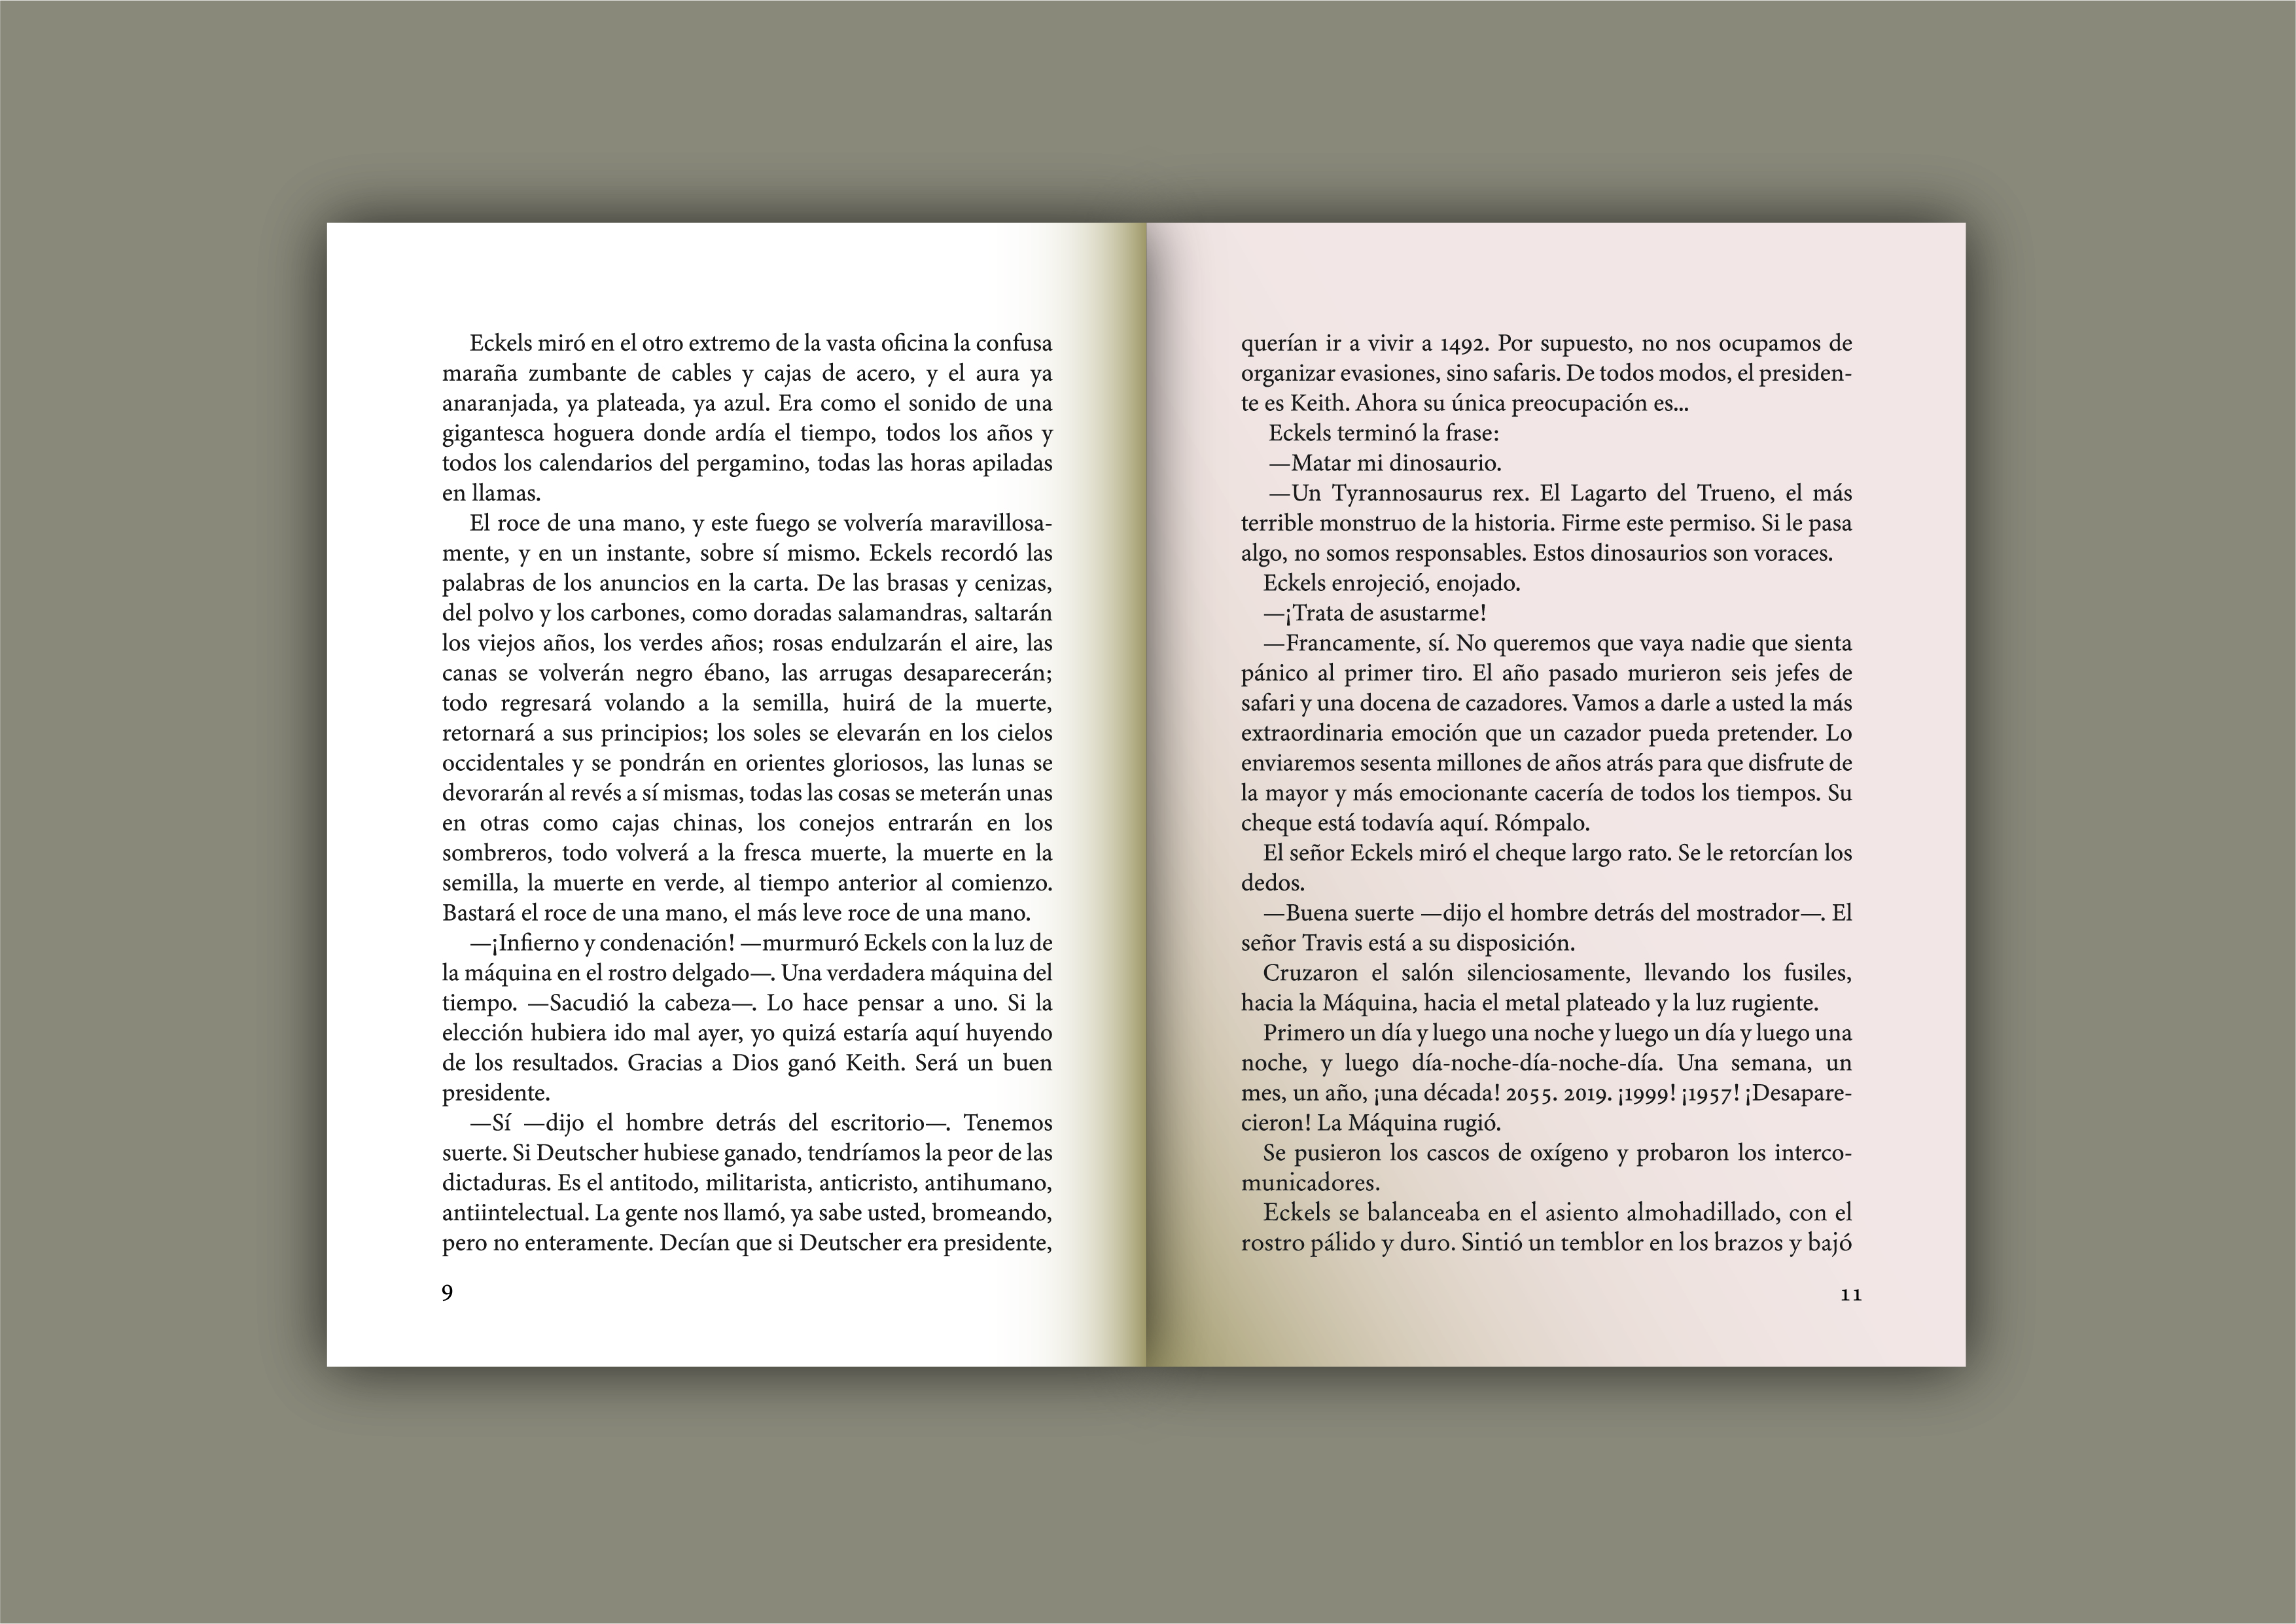 Eckels miró en el otro extremo de la vasta oficina la confusa
maraña zumbante de cables y cajas de acero, y el aura ya
anaranjada, ya plateada, ya azul. Era como el sonido de una
gigantesca hoguera donde ardía el tiempo, todos los años y
todos los calendarios del pergamino, todas las horas apiladas
en llamas.
El roce de una mano, y este fuego se volvería maravillosa-
mente, y en un instante, sobre sí mismo. Eckels recordó las
palabras de los anuncios en la carta. De las brasas y cenizas,
del polvo y los carbones, como doradas salamandras, saltarán
los viejos años, los verdes años; rosas endulzarán el aire, las
canas se volverán negro ébano, las arrugas desaparecerán;
todo regresará volando a la semilla, huirá de la muerte,
retornará a sus principios; los soles se elevarán en los cielos
occidentales y se pondrán en orientes gloriosos, las lunas se
devorarán al revés a sí mismas, todas las cosas se meterán unas
en otras como cajas chinas, los conejos entrarán en los
sombreros, todo volverá a la fresca muerte, la muerte en la
semilla, la muerte en verde, al tiempo anterior al comienzo.
Bastará el roce de una mano, el más leve roce de una mano.
—¡Infierno y condenación! —murmuró Eckels con la luz de
la máquina en el rostro delgado—. Una verdadera máquina del
tiempo. —Sacudió la cabeza—. Lo hace pensar a uno. Si la
elección hubiera ido mal ayer, yo quizá estaría aquí huyendo
de los resultados. Gracias a Dios ganó Keith. Será un buen
presidente.
—Sí —dijo el hombre detrás del escritorio—. Tenemos
suerte. Si Deutscher hubiese ganado, tendríamos la peor de las
dictaduras. Es el antitodo, militarista, anticristo, antihumano,
antiintelectual. La gente nos llamó, ya sabe usted, bromeando,
pero no enteramente. Decían que si Deutscher era presidente,
9
querían ir a vivir a 1492. Por supuesto, no nos ocupamos de
organizar evasiones, sino safaris. De todos modos, el presiden-
te es Keith. Ahora su única preocupación es...
Eckels terminó la frase:
—Matar mi dinosaurio.
—Un Tyrannosaurus rex. El Lagarto del Trueno, el más
terrible monstruo de la historia. Firme este permiso. Si le pasa
algo, no somos responsables. Estos dinosaurios son voraces.
Eckels enrojeció, enojado.
—¡Trata de asustarme!
—Francamente, sí. No queremos que vaya nadie que sienta
pánico al primer tiro. El año pasado murieron seis jefes de
safari y una docena de cazadores. Vamos a darle a usted la más
extraordinaria emoción que un cazador pueda pretender. Lo
enviaremos sesenta millones de años atrás para que disfrute de
la mayor y más emocionante cacería de todos los tiempos. Su
cheque está todavía aquí. Rómpalo.
El señor Eckels miró el cheque largo rato. Se le retorcían los
dedos.
—Buena suerte —dijo el hombre detrás del mostrador—. El
señor Travis está a su disposición.
Cruzaron el salón silenciosamente, llevando los fusiles,
hacia la Máquina, hacia el metal plateado y la luz rugiente.
Primero un día y luego una noche y luego un día y luego una
noche, y luego día-noche-día-noche-día. Una semana, un
mes, un año, ¡una década! 2055. 2019. ¡1999! ¡1957! ¡Desapare-
cieron! La Máquina rugió.
Se pusieron los cascos de oxígeno y probaron los interco-
municadores.
Eckels se balanceaba en el asiento almohadillado, con el
rostro pálido y duro. Sintió un temblor en los brazos y bajó
11